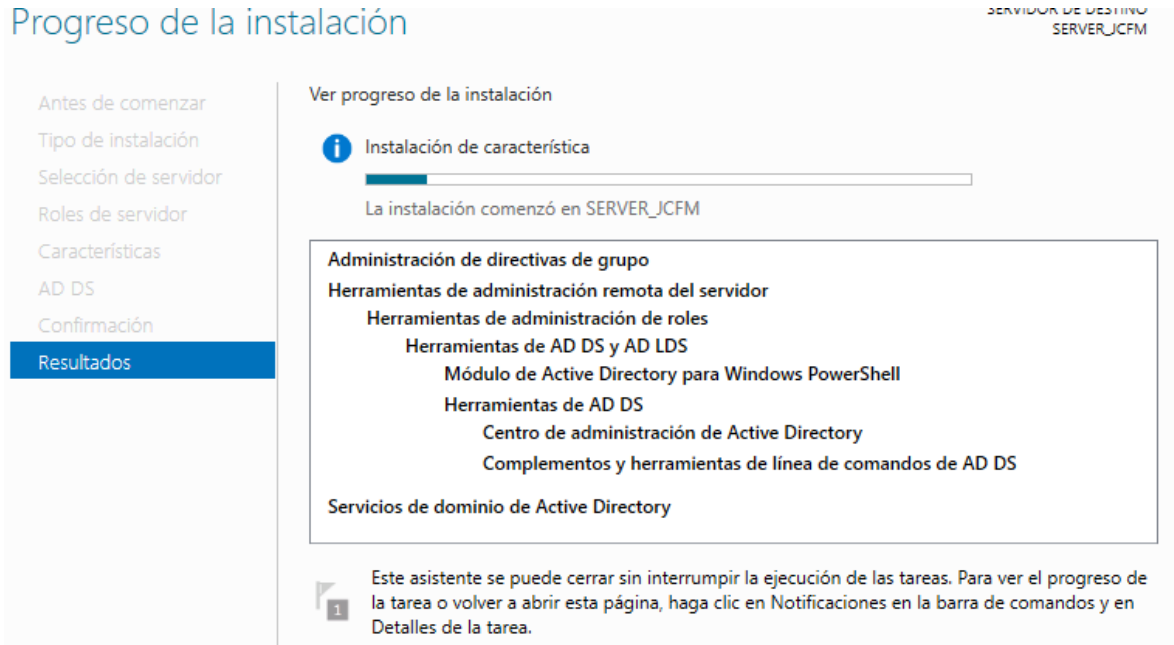 Progreso de la instalación
SERVIDOR DE DESTINO
SERVER_JCFM
Antes de comenzar
Tipo de instalación
Selección de servidor
Roles de servidor
Características
AD DS
Confirmación
Resultados
Ver progreso de la instalación
Instalación de característica
La instalación comenzó en SERVER_JCFM
Administración de directivas de grupo
Herramientas de administración remota del servidor
Herramientas de administración de roles
Herramientas de AD DS y AD LDS
Módulo de Active Directory para Windows PowerShell
Herramientas de AD DS
Centro de administración de Active Directory
Complementos y herramientas de línea de comandos de AD DS
Servicios de dominio de Active Directory
1
Este asistente se puede cerrar sin interrumpir la ejecución de las tareas. Para ver el progreso de
la tarea o volver a abrir esta página, haga clic en Notificaciones en la barra de comandos y en
Detalles de la tarea.